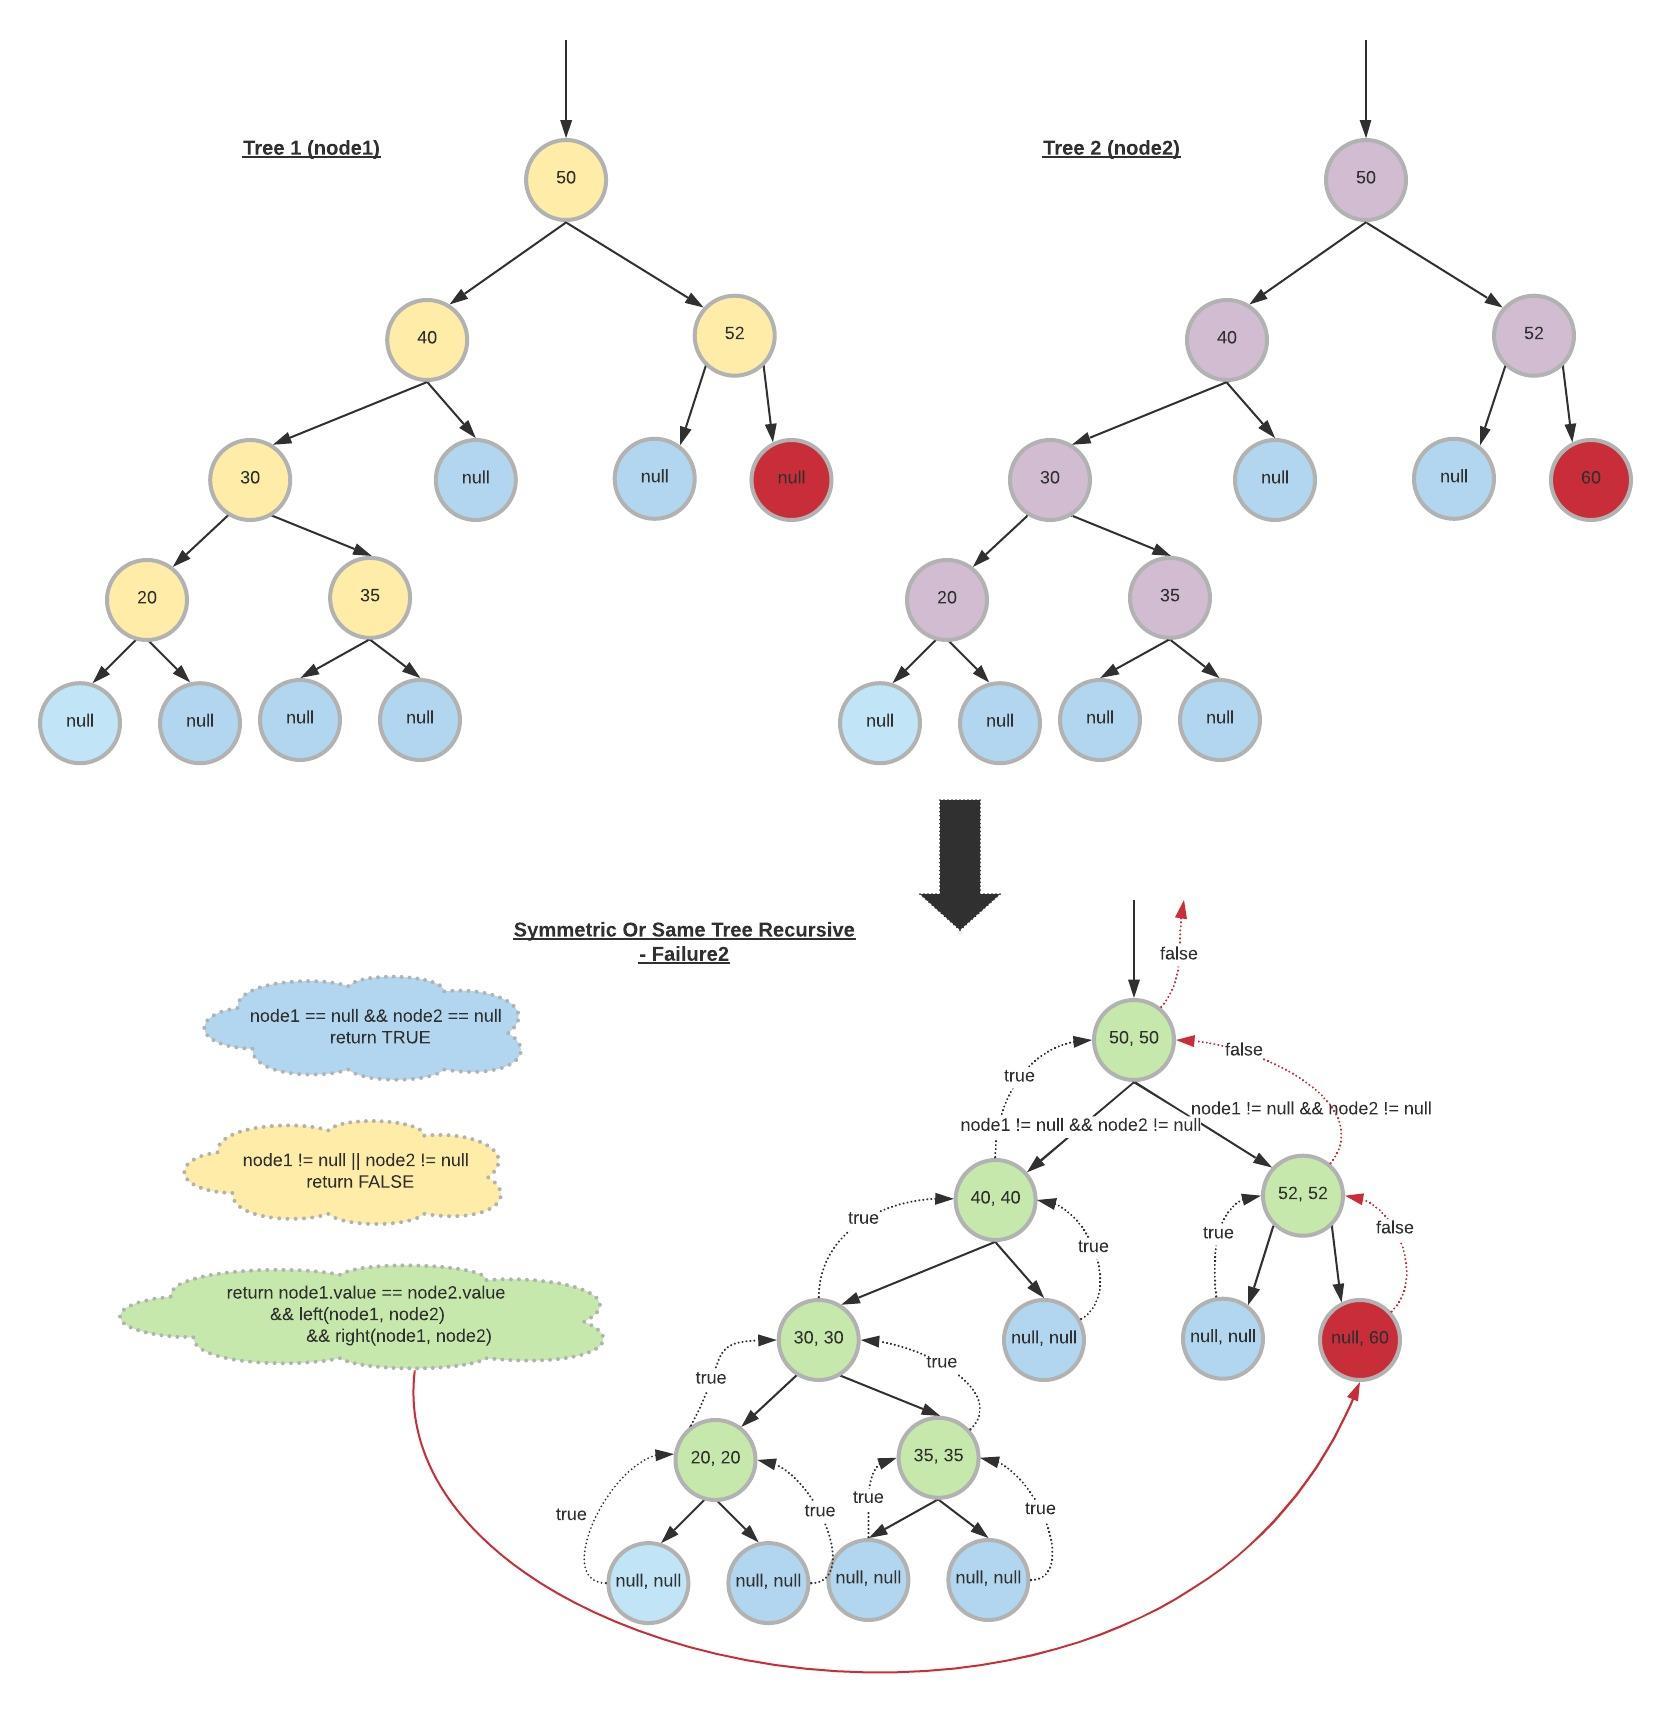 Tree 1 (node1)
Tree 2 (node2)
50
50
40
52
40
52
30
null
null
null
30
null
null
60
20
35
20
35
null
null
null
null
null
null
null
null
Symmetric Or Same Tree Recursive
- Failure2
false
node1 == null && node2 == null
return TRUE
50, 50
false
true
node1 != null && node2 != null
node1 != null && node2 != null
node1 != null || node2 != null
return FALSE
40, 40
52, 52
true
true
true
false
return node1.value == node2.value
&& left(node1, node2)
&& right(node1, node2)
30, 30
null, null
null, null
null, 60
true
true
20, 20
35, 35
true
true
true
true
null, null
null, null
null, null
null, null